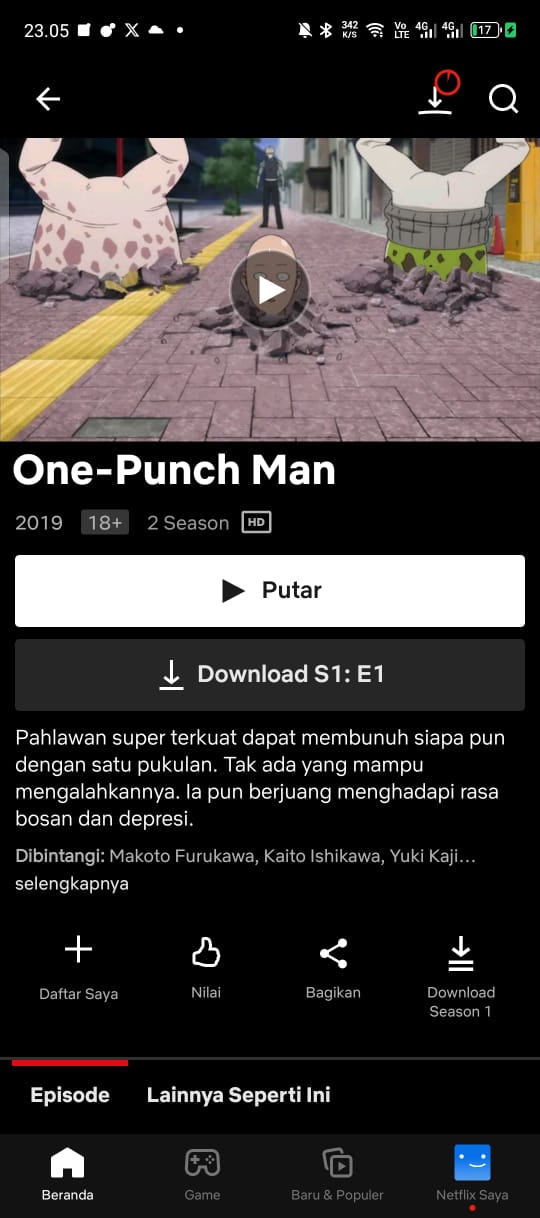 23.05
342
K/S
Vo
LTE
4G
4G
17
One-Punch Man
2019 18+ 2 Season HD
Putar
Download S1: E1
Pahlawan super terkuat dapat membunuh siapa pun
dengan satu pukulan. Tak ada yang mampu
mengalahkannya. Ia pun berjuang menghadapi rasa
bosan dan depresi.
Dibintangi: Makoto Furukawa, Kaito Ishikawa, Yuki Kaji...
selengkapnya
Daftar Saya
Nilai
Bagikan
Download
Season 1
Episode
Lainnya Seperti Ini
Beranda
Game
Baru & Populer
Netflix Saya